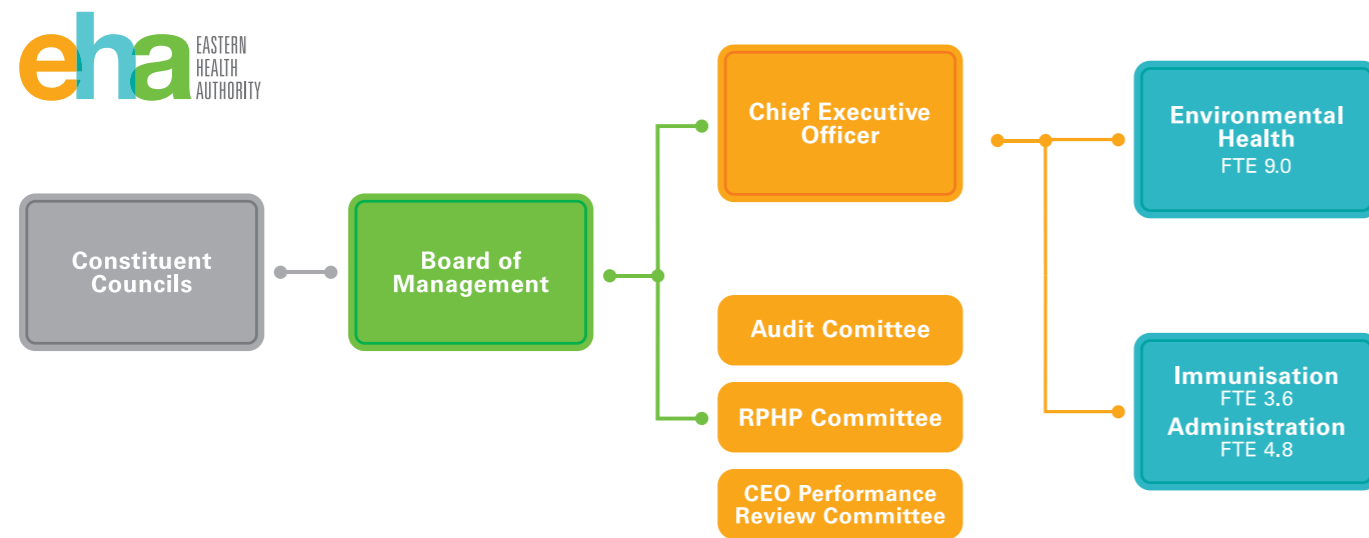 eha
EASTERN
HEALTH
AUTHORITY
Constituent
Councils
Board of
Management
Chief Executive
Officer
Audit Comittee
RPHP Committee
CEO Performance
Review Committee
Environmental
Health
FTE 9.0
Immunisation
FTE 3.6
Administration
FTE 4.8